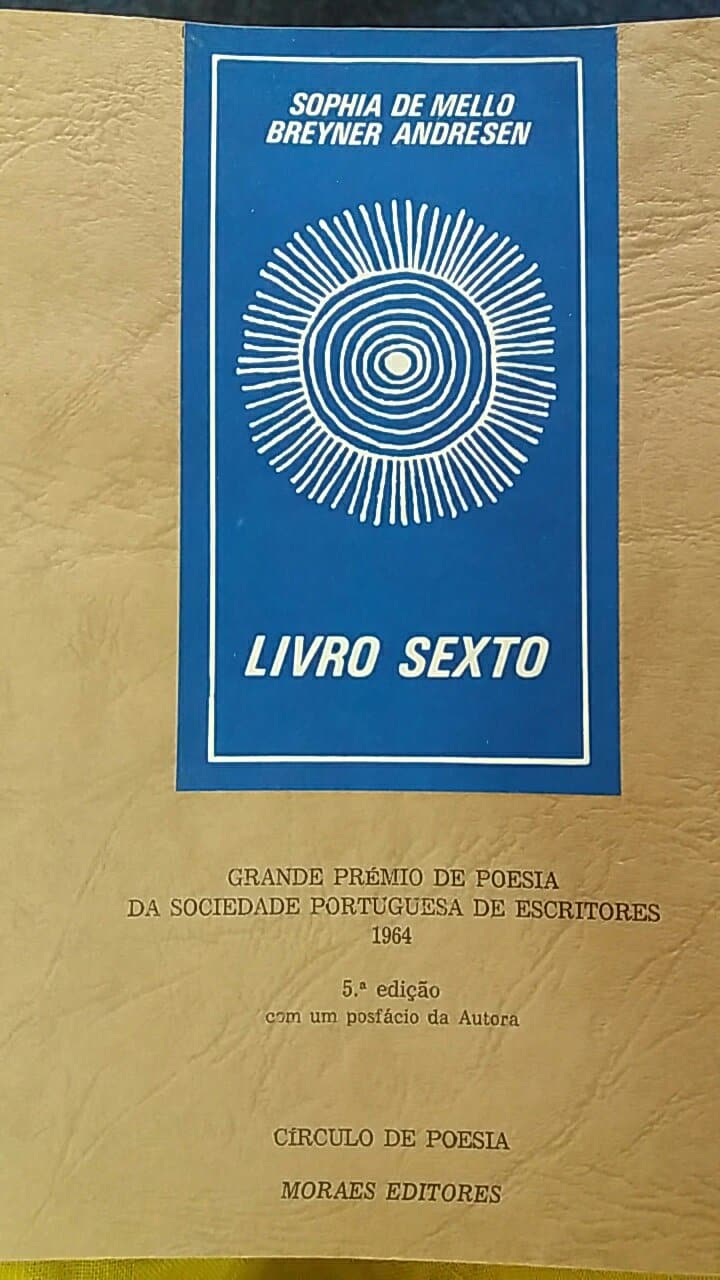 SOPHIA DE MELLO
BREYNER ANDRESEN
LIVRO SEXTO
GRANDE PRÉMIO DE POESIA
DA SOCIEDADE PORTUGUESA DE ESCRITORES
1964
5.ª edição
com um posfácio da Autora
CÍRCULO DE POESIA
MORAES EDITORES